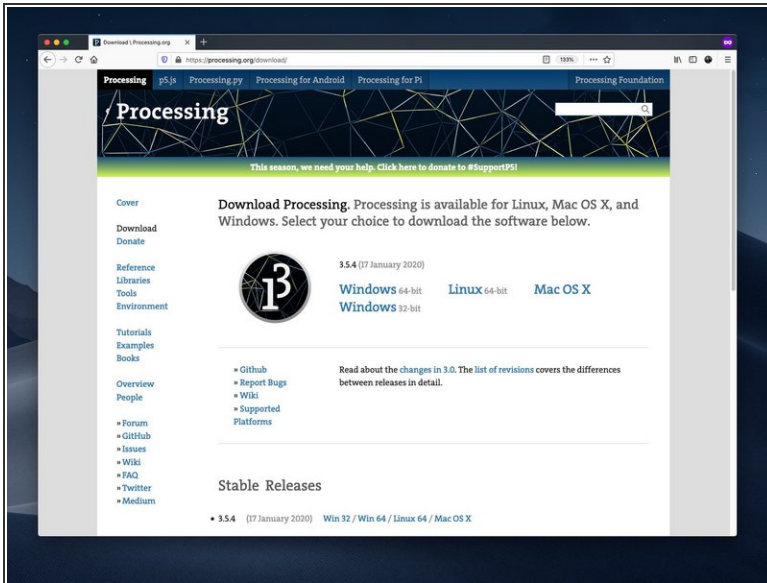 Download \ Processing.org
https://processing.org/download/
133%
Processing p5.js Processing.py Processing for Android Processing for Pi Processing Foundation
Processing
This season, we need your help. Click here to donate to #SupportP5!
Cover
Download
Donate
Reference
Libraries
Tools
Environment
Tutorials
Examples
Books
Overview
People
» Forum
» GitHub
» Issues
» Wiki
» FAQ
» Twitter
» Medium
Download Processing. Processing is available for Linux, Mac OS X, and
Windows. Select your choice to download the software below.
3
3.5.4 (17 January 2020)
Windows 64-bit Linux 64-bit Mac OS X
Windows 32-bit
» Github
» Report Bugs
» Wiki
» Supported
Platforms
Read about the changes in 3.0. The list of revisions covers the differences
between releases in detail.
Stable Releases
• 3.5.4 (17 January 2020) Win 32 / Win 64 / Linux 64 / Mac OS X